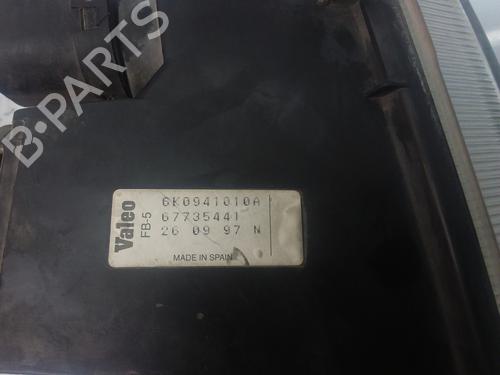 B-PARTS
Valeo
FB-5
6K0941010A
67735441
26 09 97 N
MADE IN SPAIN